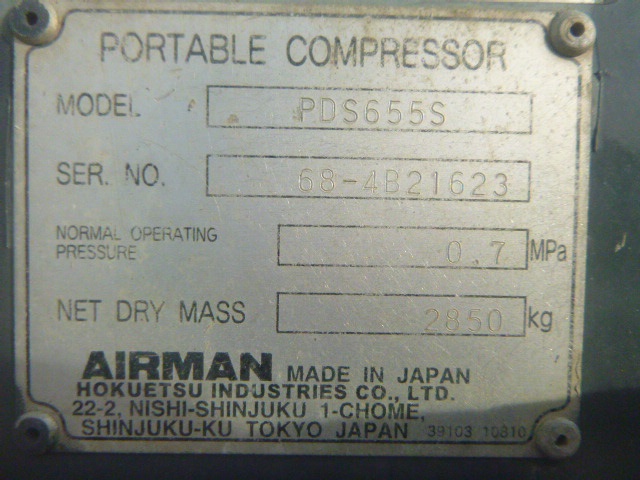 PORTABLE COMPRESSOR
MODEL PDS655S
SER. NO. 68-4B21623
NORMAL OPERATING
PRESSURE 0.7 MPa
NET DRY MASS 2850 kg
AIRMAN MADE IN JAPAN
HOKUETSU INDUSTRIES CO., LTD.
22-2, NISHI-SHINJUKU 1-CHOME,
SHINJUKU-KU TOKYO JAPAN 39103 10810